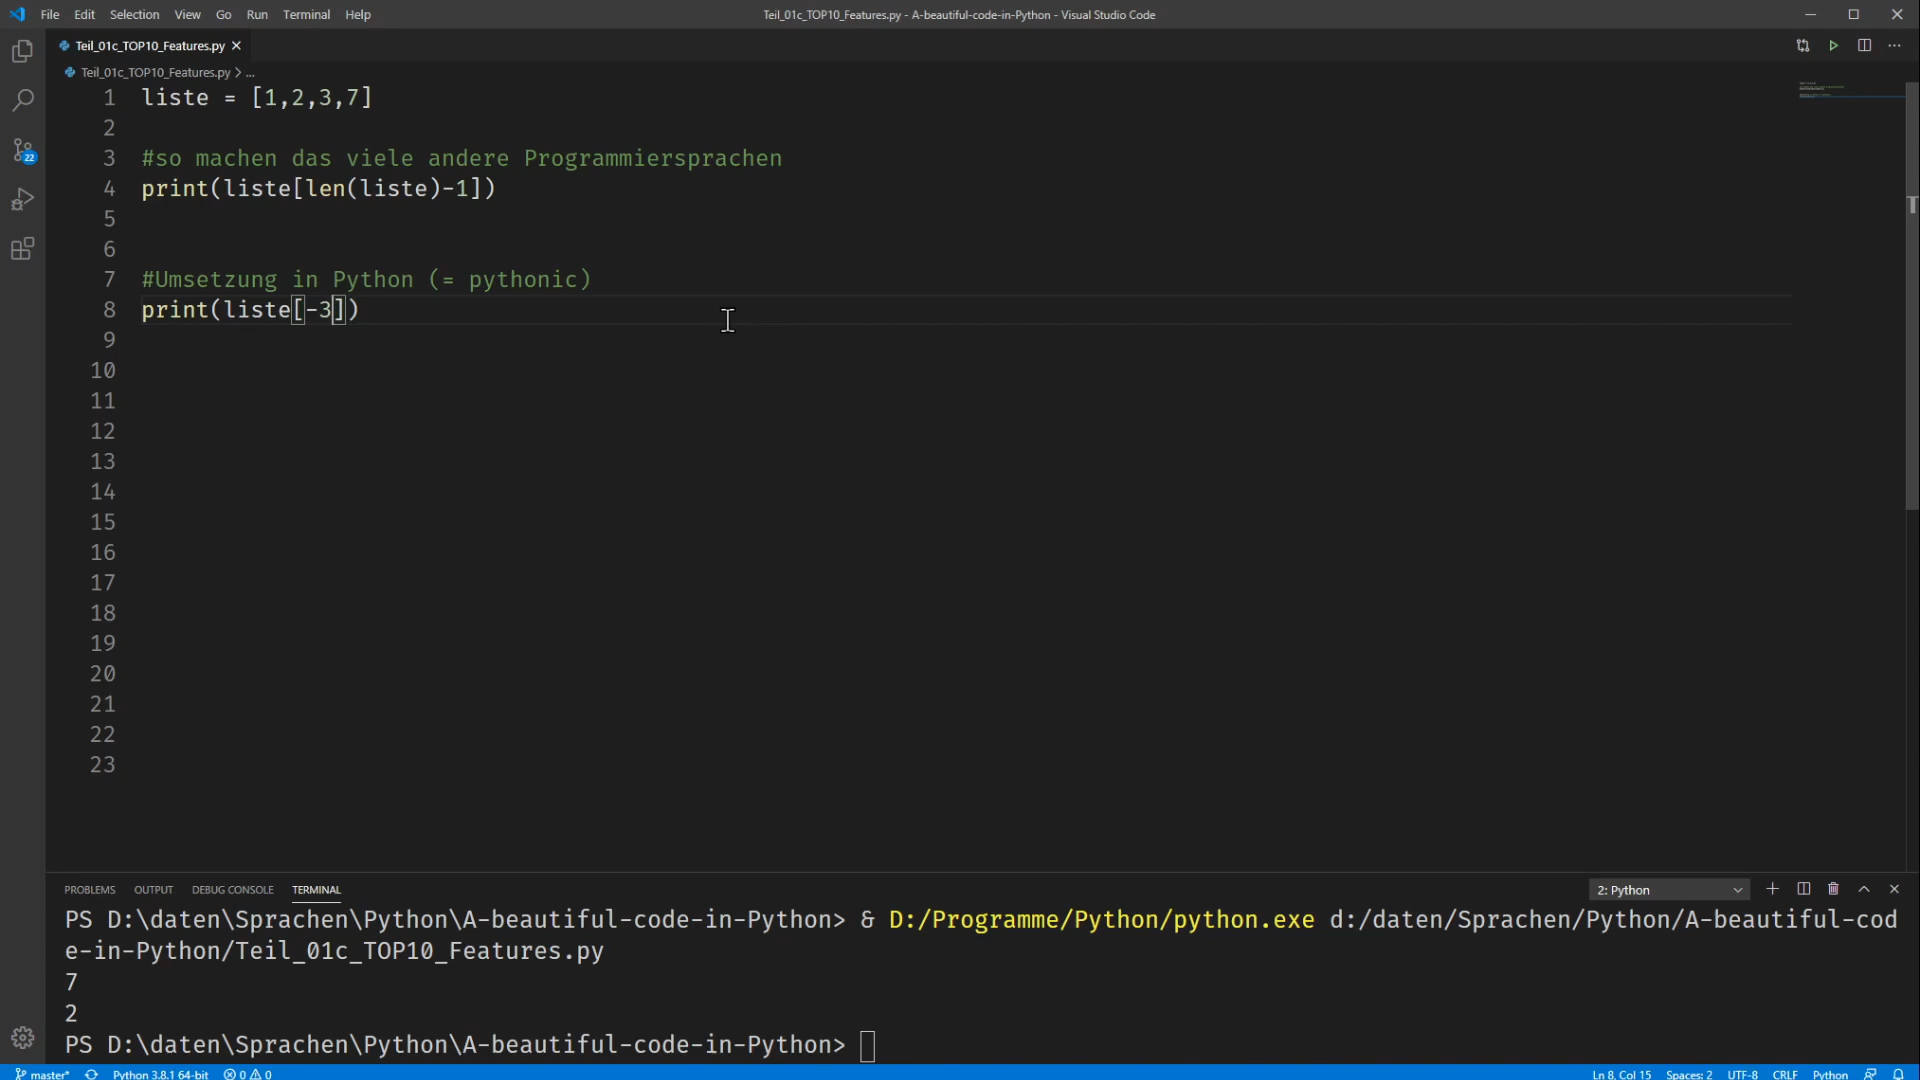 File Edit Selection View Go Run Terminal Help
Teil_01c_TOP10_Features.py - A-beautiful-code-in-Python - Visual Studio Code
Teil_01c_TOP10_Features.py
Teil_01c_TOP10_Features.py > ...
1 liste = [1,2,3,7]
2
3 #so machen das viele andere Programmiersprachen
4 print(liste[len(liste)-1])
5
6
7 #Umsetzung in Python (= pythonic)
8 print(liste[-3])
9
10
11
12
13
14
15
16
17
18
19
20
21
22
23
22
PROBLEMS OUTPUT DEBUG CONSOLE TERMINAL
2: Python
PS D:\daten\Sprachen\Python\A-beautiful-code-in-Python> & D:/Programme/Python/python.exe d:/daten/Sprachen/Python/A-beautiful-cod
e-in-Python/Teil_01c_TOP10_Features.py
7
2
PS D:\daten\Sprachen\Python\A-beautiful-code-in-Python>
master* Python 3.8.1 64-bit 0 0 Ln 8, Col 15 Spaces: 2 UTF-8 CRLF Python